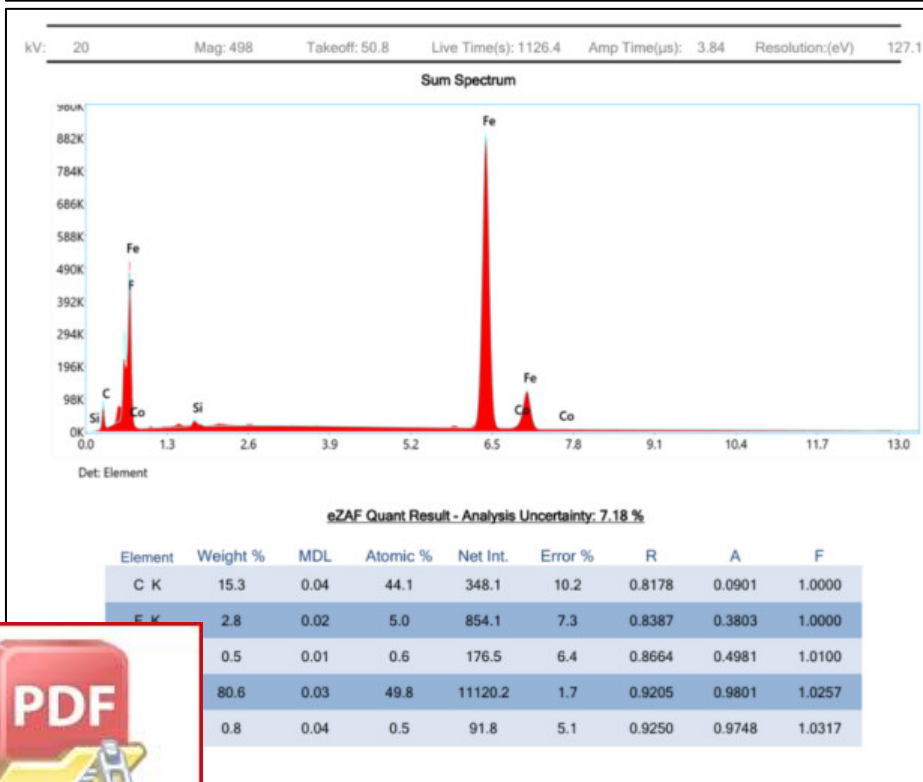 kV: 20 Mag: 498 Takeoff: 50.8 Live Time(s): 1126.4 Amp Time(µs): 3.84 Resolution:(eV) 127.1
Sum Spectrum
980K
882K
784K
686K
588K
490K
392K
294K
196K
98K
0K
Fe
Fe
F
C
Si
Co
Si
Fe
Co
Co
0.0 1.3 2.6 3.9 5.2 6.5 7.8 9.1 10.4 11.7 13.0
Det: Element
eZAF Quant Result - Analysis Uncertainty: 7.18 %
Element Weight % MDL Atomic % Net Int. Error % R A F
C K 15.3 0.04 44.1 348.1 10.2 0.8178 0.0901 1.0000
F K 2.8 0.02 5.0 854.1 7.3 0.8387 0.3803 1.0000
0.5 0.01 0.6 176.5 6.4 0.8664 0.4981 1.0100
80.6 0.03 49.8 11120.2 1.7 0.9205 0.9801 1.0257
0.8 0.04 0.5 91.8 5.1 0.9250 0.9748 1.0317
PDF